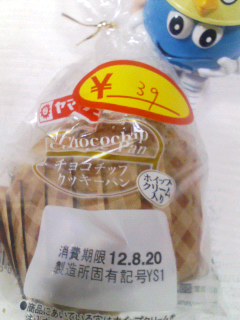 ¥ 39
ヤマ
Chocochip
Pan
チョコチップ
クッキーパン
ホイップ
クリーム
入り
消費期限 12.8.20
製造所固有記号YS1